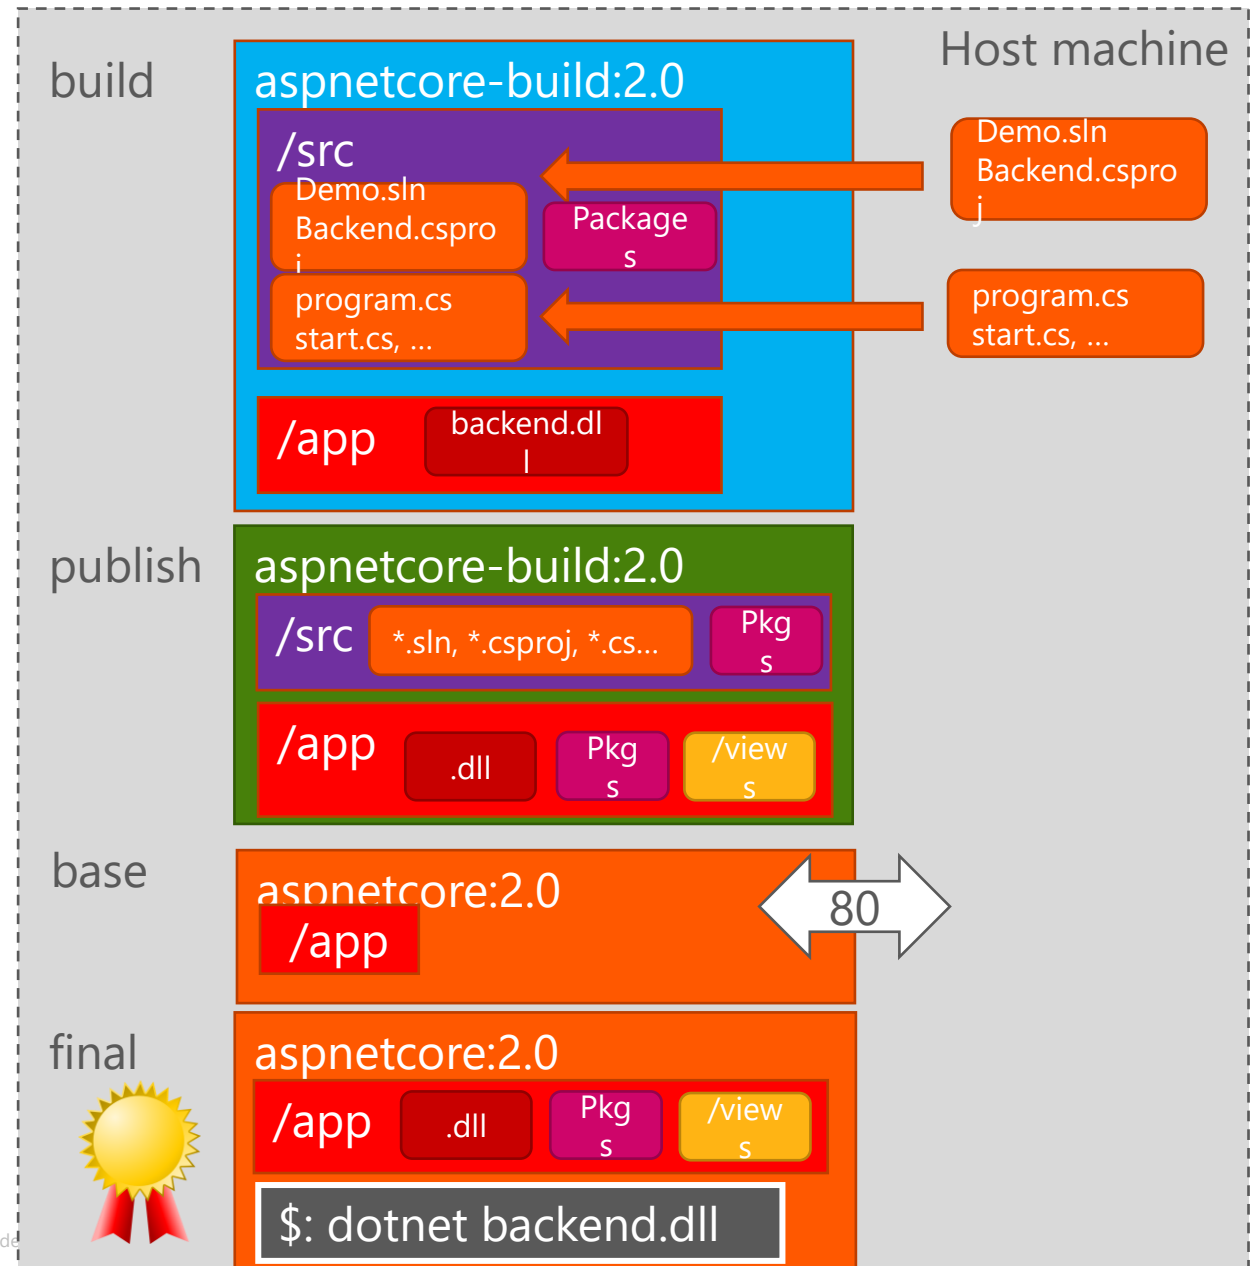 Host machine
build
aspnetcore-build:2.0
/src
Demo.sln
Backend.cspro
j
Package
s
program.cs
start.cs, ...
Demo.sln
Backend.cspro
j
program.cs
start.cs, ...
/app
backend.dl
l
publish
aspnetcore-build:2.0
/src
*.sln, *.csproj, *.cs...
Pkg
s
/app
.dll
Pkg
s
/view
s
base
aspnetcore:2.0
/app
80
final
aspnetcore:2.0
/app
.dll
Pkg
s
/view
s
$: dotnet backend.dll
de